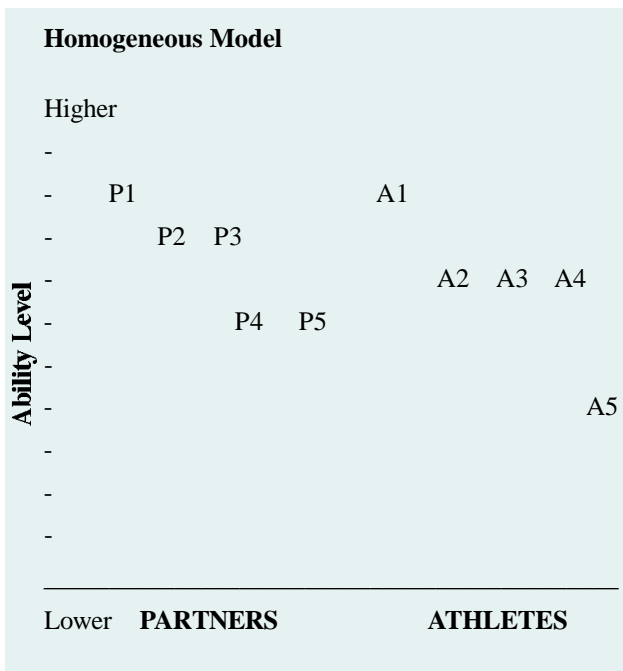 Homogeneous Model
Higher
-
- P1 A1
- P2 P3
- A2 A3 A4
- P4 P5
-
- A5
-
-
-
Lower PARTNERS ATHLETES
Ability Level